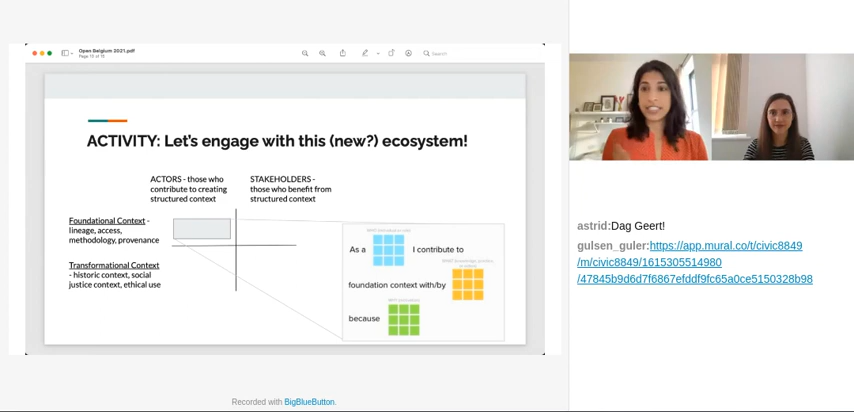 Open Belgium 2021.pdf
Search
ACTIVITY: Let's engage with this (new?) ecosystem!
ACTORS - those who
contribute to creating
structured context
STAKEHOLDERS -
those who benefit from
structured context
Foundational Context -
lineage, access,
methodology, provenance
Transformational Context
- historic context, social
justice context, ethical use
As a
I contribute to
foundation context with/by
because
astrid:Dag Geert!
gulsen_guler:https://app.mural.co/t/civic8849
/m/civic8849/1615305514980
/47845b9d6d7f6867efddf9fc65a0ce5150328b98
Recorded with BigBlueButton.